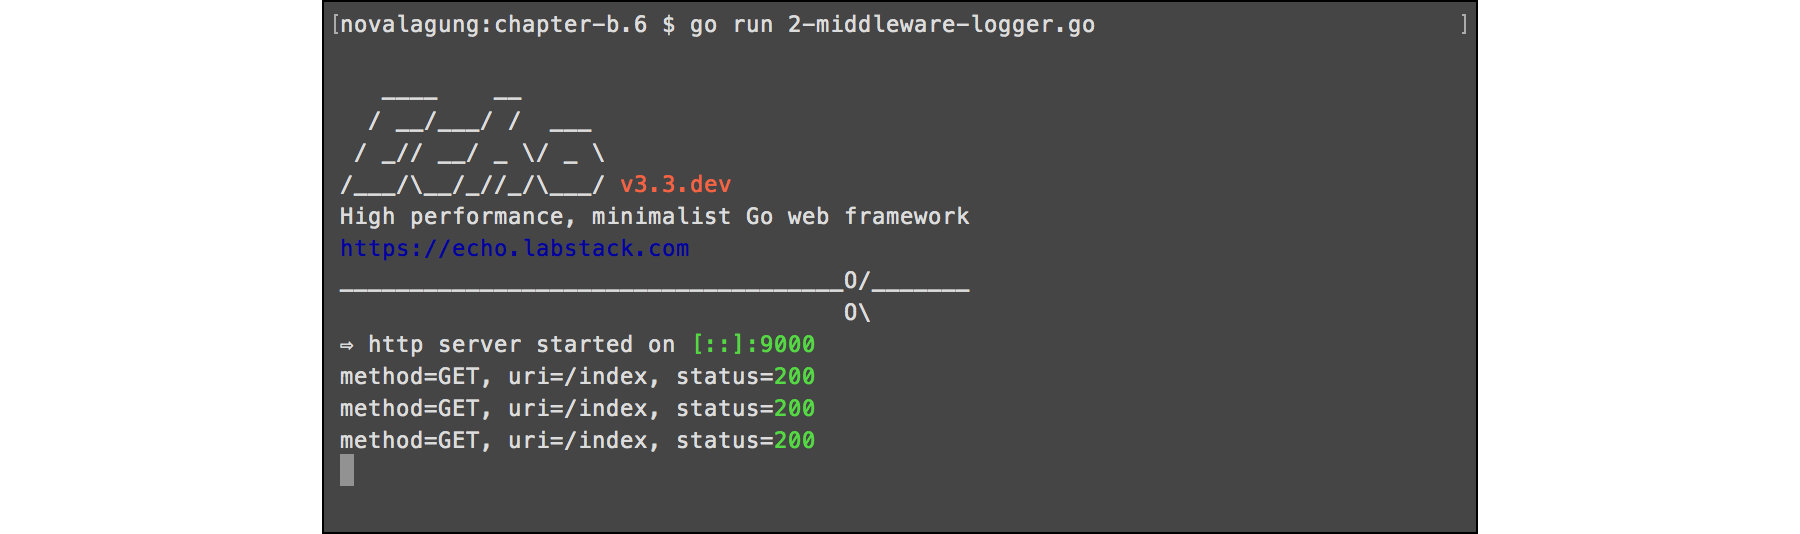 [novalagung:chapter-b.6 $ go run 2-middleware-logger.go ]
   ____    __
  / __/___/ /  ___
 / _// __/ _ \/ _ \
/___/\__/_//_/\___/ v3.3.dev
High performance, minimalist Go web framework
https://echo.labstack.com
____________________________________O/_______
                                    O\
⇨ http server started on [::]:9000
method=GET, uri=/index, status=200
method=GET, uri=/index, status=200
method=GET, uri=/index, status=200